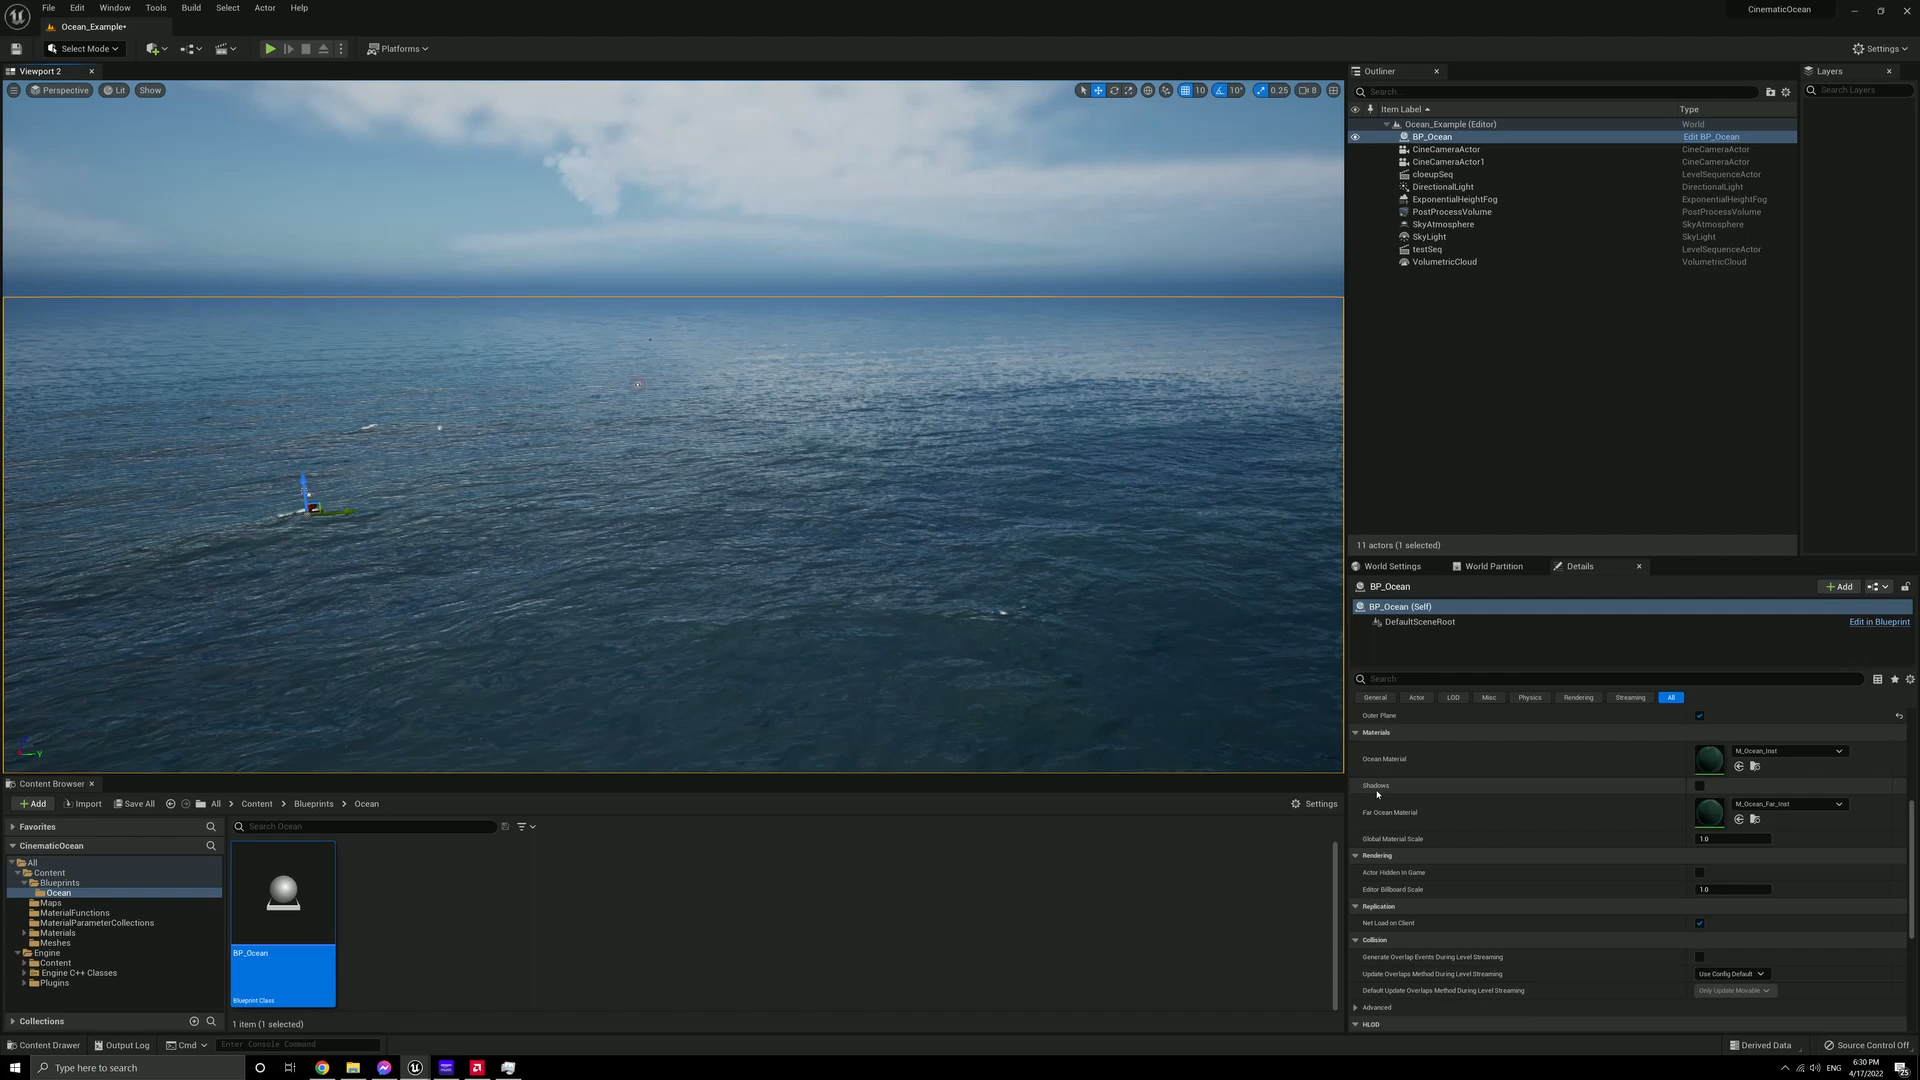 File Edit Window Tools Build Select Actor Help
CinematicOcean
Ocean_Example•
Select Mode
Platforms
Settings
Viewport 2
Perspective Lit Show
10 10° 0.25 8
Outliner
Search...
Item Label Type
Ocean_Example (Editor) World
BP_Ocean Edit BP_Ocean
CineCameraActor CineCameraActor
CineCameraActor1 CineCameraActor
cloeupSeq LevelSequenceActor
DirectionalLight DirectionalLight
ExponentialHeightFog ExponentialHeightFog
PostProcessVolume PostProcessVolume
SkyAtmosphere SkyAtmosphere
SkyLight SkyLight
testSeq LevelSequenceActor
VolumetricCloud VolumetricCloud
11 actors (1 selected)
Layers
Search Layers
World Settings World Partition Details
BP_Ocean
Add
BP_Ocean (Self)
DefaultSceneRoot Edit in Blueprint
Search
General Actor LOD Misc Physics Rendering Streaming All
Outer Plane
Materials
Ocean Material M_Ocean_Inst
Shadows
Far Ocean Material M_Ocean_Far_Inst
Global Material Scale 1.0
Rendering
Actor Hidden In Game
Editor Billboard Scale 1.0
Replication
Net Load on Client
Collision
Generate Overlap Events During Level Streaming
Update Overlaps Method During Level Streaming Use Config Default
Default Update Overlaps Method During Level Streaming Only Update Movable
Advanced
HLOD
Content Browser
Add Import Save All All Content Blueprints Ocean Settings
Favorites
CinematicOcean
All
Content
Blueprints
Ocean
Maps
MaterialFunctions
MaterialParameterCollections
Materials
Meshes
Engine
Content
Engine C++ Classes
Plugins
Collections
Search Ocean
BP_Ocean
Blueprint Class
1 item (1 selected)
Content Drawer Output Log Cmd Enter Console Command
Derived Data Source Control Off
Type here to search
ENG
6:30 PM
4/17/2022
25
Z
Y